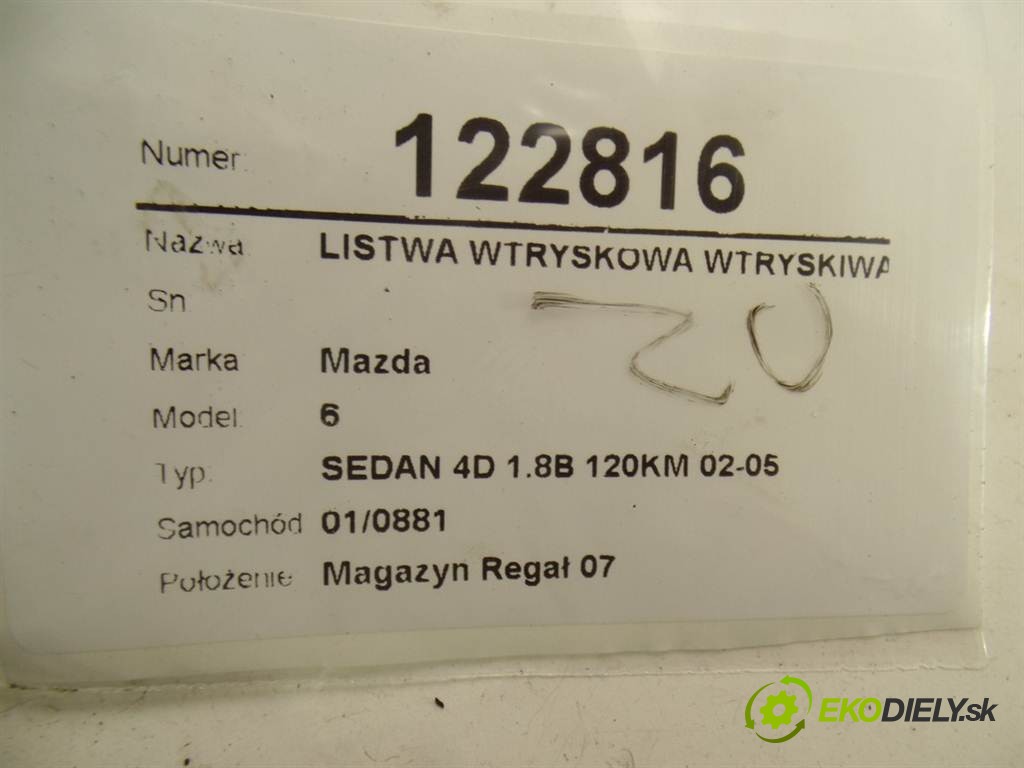 Numer: 122816
Nazwa LISTWA WTRYSKOWA WTRYSKIWA
Sn
ZU
Marka Mazda
Model: 6
Typ: SEDAN 4D 1.8B 120KM 02-05
Samochód 01/0881
Położenie Magazyn Regał 07
EKODIELY.sk